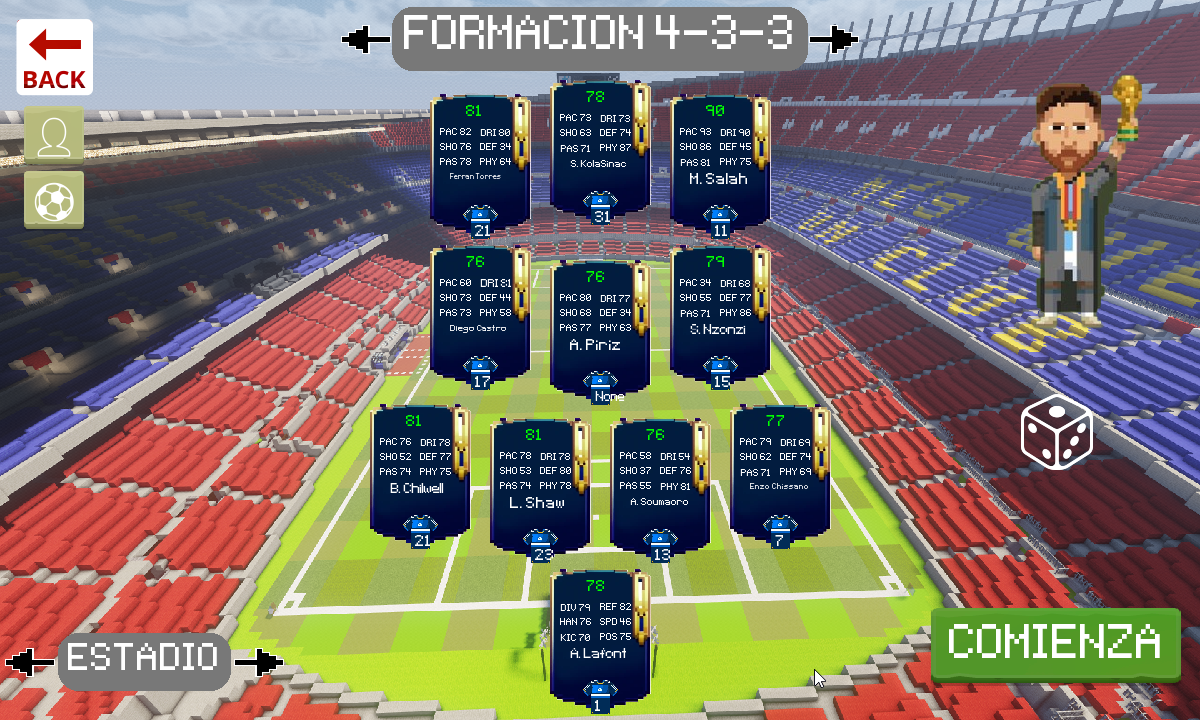 BACK
FORMACION 4-3-3
81
PAC 82 DRI 80
SHO 76 DEF 34
PAS 78 PHY 64
Ferran Torres
21
78
PAC 73 DRI 73
SHO 63 DEF 74
PAS 71 PHY 87
S. KolaSinac
31
90
PAC 93 DRI 90
SHO 86 DEF 45
PAS 81 PHY 75
M. Salah
11
76
PAC 60 DRI 81
SHO 73 DEF 44
PAS 73 PHY 58
Diego Castro
17
76
PAC 80 DRI 77
SHO 68 DEF 34
PAS 77 PHY 63
A. Piriz
None
79
PAC 34 DRI 68
SHO 55 DEF 77
PAS 71 PHY 86
S. Nzonzi
15
81
PAC 76 DRI 78
SHO 52 DEF 77
PAS 74 PHY 75
B. Chilwell
21
81
PAC 78 DRI 78
SHO 53 DEF 80
PAS 74 PHY 78
L. Shaw
23
76
PAC 58 DRI 54
SHO 37 DEF 76
PAS 55 PHY 81
A. Soumaoro
13
77
PAC 79 DRI 69
SHO 62 DEF 74
PAS 71 PHY 69
Enzo Chissano
7
78
DIV 79 REF 82
HAN 76 SPD 46
KIC 70 POS 75
A. Lafont
1
ESTADIO
COMIENZA